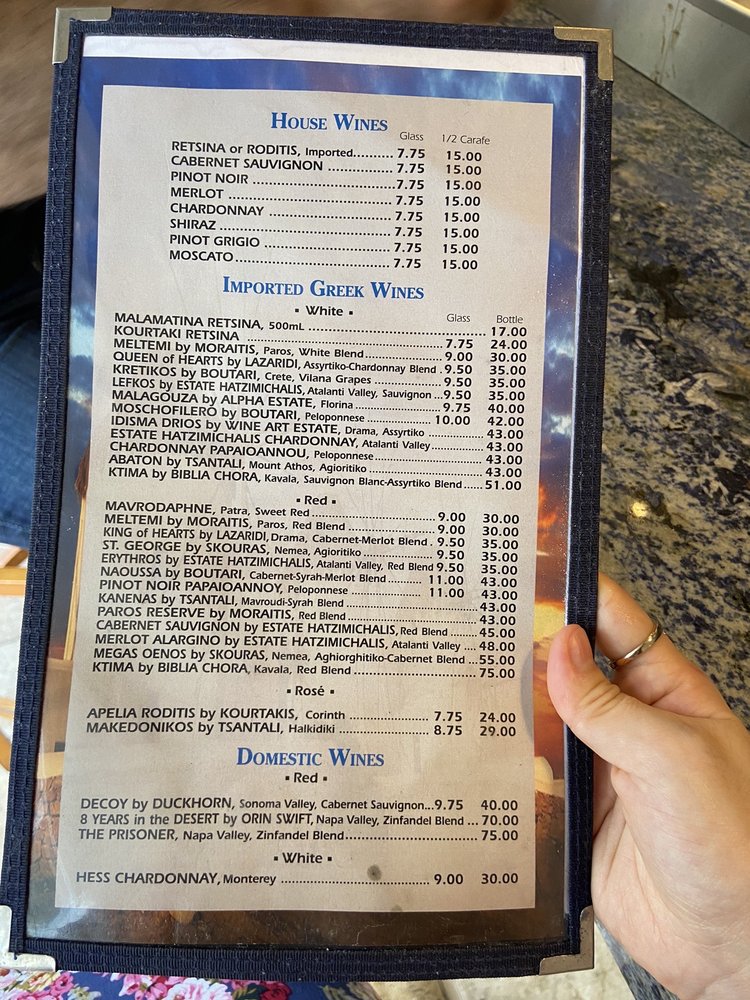 HOUSE WINES
Glass 1/2 Carafe
RETSINA or RODITIS, Imported.......... 7.75 15.00
CABERNET SAUVIGNON ................ 7.75 15.00
PINOT NOIR ...................................7.75 15.00
MERLOT ........................................ 7.75 15.00
CHARDONNAY .............................. 7.75 15.00
SHIRAZ .......................................... 7.75 15.00
PINOT GRIGIO ............................... 7.75 15.00
MOSCATO...................................... 7.75 15.00
IMPORTED GREEK WINES
▪ White ▪
Glass Bottle
MALAMATINA RETSINA, 500mL ........................................... 17.00
KOURTAKI RETSINA .................................................. 7.75 24.00
MELTEMI by MORAITIS, Paros, White Blend.................... 9.00 30.00
QUEEN of HEARTS by LAZARIDI, Assyrtiko-Chardonnay Blend .9.50 35.00
KRETIKOS by BOUTARI, Crete, Vilana Grapes .................. 9.50 35.00
LEFKOS by ESTATE HATZIMICHALIS, Atalanti Valley, Sauvignon ...9.50 35.00
MALAGOUZA by ALPHA ESTATE, Florina ........................ 9.75 40.00
MOSCHOFILERO by BOUTARI, Peloponnese .................. 10.00 42.00
IDISMA DRIOS by WINE ART ESTATE, Drama, Assyrtiko .................... 43.00
ESTATE HATZIMICHALIS CHARDONNAY, Atalanti Valley.................... 43.00
CHARDONNAY PAPAIOANNOU, Peloponnese............................... 43.00
ABATON by TSANTALI, Mount Athos, Agioritiko ............................ 43.00
KTIMA by BIBLIA CHORA, Kavala, Sauvignon Blanc-Assyrtiko Blend......51.00
▪ Red ▪
MAVRODAPHNE, Patra, Sweet Red ................................ 9.00 30.00
MELTEMI by MORAITIS, Paros, Red Blend ...................... 9.00 30.00
KING of HEARTS by LAZARIDI, Drama, Cabernet-Merlot Blend . 9.50 35.00
ST. GEORGE by SKOURAS, Nemea, Agioritiko .................. 9.50 35.00
ERYTHROS by ESTATE HATZIMICHALIS, Atalanti Valley, Red Blend 9.50 35.00
NAOUSSA by BOUTARI, Cabernet-Syrah-Merlot Blend .......... 11.00 43.00
PINOT NOIR PAPAIOANNOY, Peloponnese .................... 11.00 43.00
KANENAS by TSANTALI, Mavroudi-Syrah Blend ............................. 43.00
PAROS RESERVE by MORAITIS, Red Blend ................................. 43.00
CABERNET SAUVIGNON by ESTATE HATZIMICHALIS, Red Blend ....... 45.00
MERLOT ALARGINO by ESTATE HATZIMICHALIS, Atalanti Valley .... 48.00
MEGAS OENOS by SKOURAS, Nemea, Aghiorghitiko-Cabernet Blend ...55.00
KTIMA by BIBLIA CHORA, Kavala, Red Blend ............................... 75.00
▪ Rosé ▪
APELIA RODITIS by KOURTAKIS, Corinth ...................... 7.75 24.00
MAKEDONIKOS by TSANTALI, Halkidiki ........................ 8.75 29.00
DOMESTIC WINES
▪ Red ▪
DECOY by DUCKHORN, Sonoma Valley, Cabernet Sauvignon...9.75 40.00
8 YEARS in the DESERT by ORIN SWIFT, Napa Valley, Zinfandel Blend ... 70.00
THE PRISONER, Napa Valley, Zinfandel Blend................................. 75.00
▪ White ▪
HESS CHARDONNAY, Monterey ..................................... 9.00 30.00